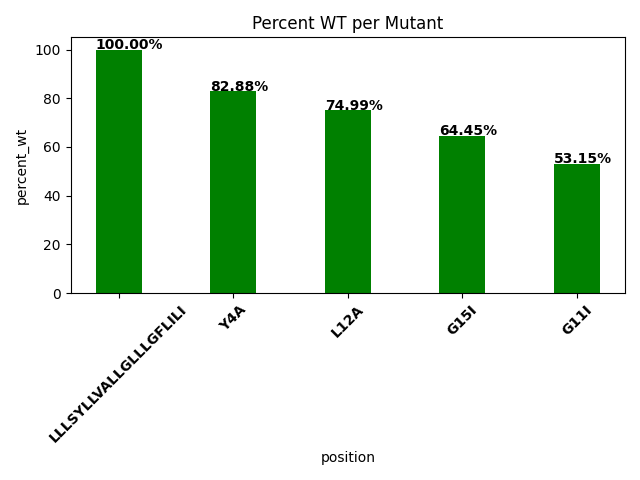 Percent WT per Mutant
percent_wt
100
80
60
40
20
0
100.00%
82.88%
74.99%
64.45%
53.15%
LLLSYLLVALLGLLLGFLILI
Y4A
L12A
G15I
G11I
position